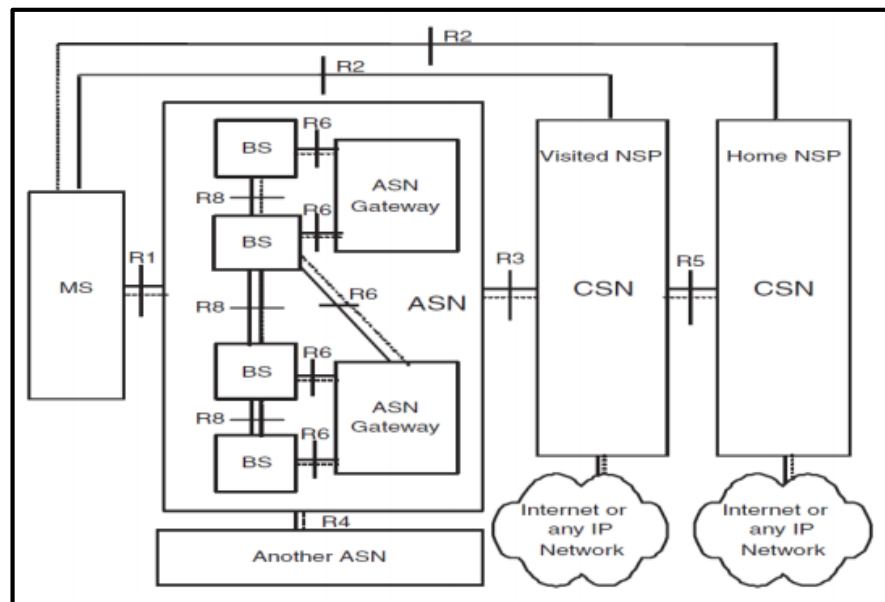 R2
R2
BS
R6
ASN
Gateway
R8
R6
BS
R1
MS
R8
R6
ASN
R3
Visited NSP
CSN
R5
Home NSP
CSN
BS
R6
ASN
Gateway
R8
R6
BS
R4
Another ASN
Internet or
any IP
Network
Internet or
any IP
Network